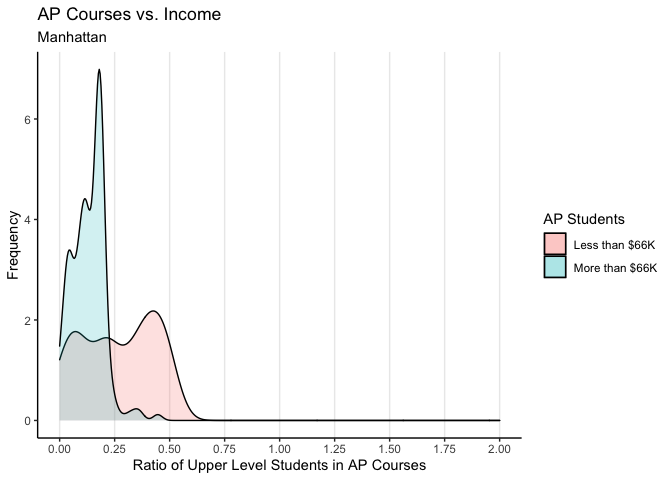 AP Courses vs. Income
Manhattan
Frequency
6
4
2
0
0.00 0.25 0.50 0.75 1.00 1.25 1.50 1.75 2.00
Ratio of Upper Level Students in AP Courses
AP Students
Less than $66K
More than $66K